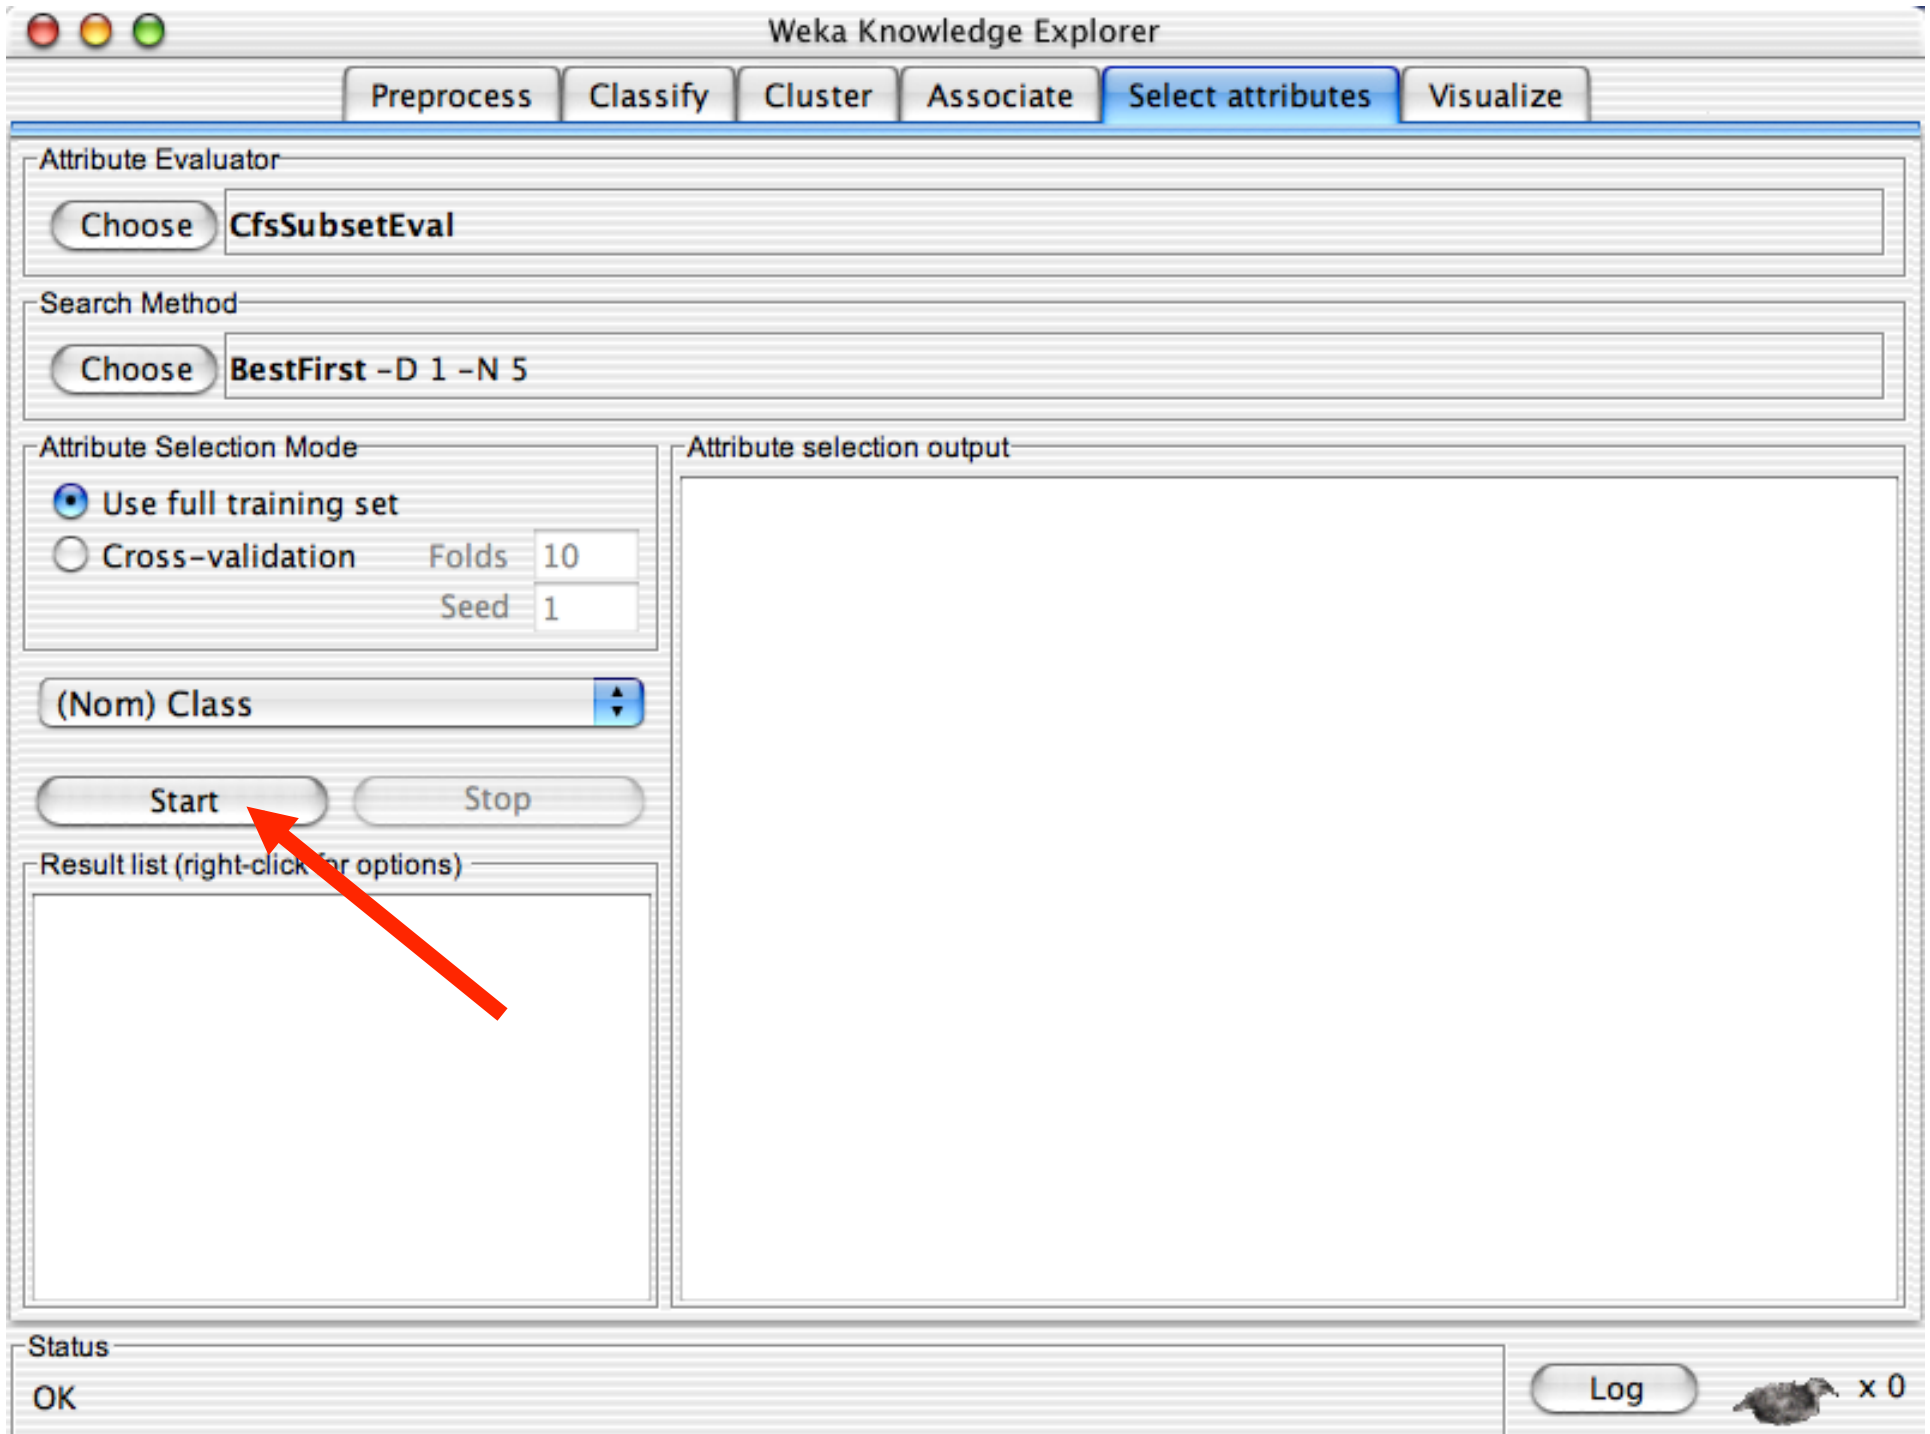 Weka Knowledge Explorer
Preprocess Classify Cluster Associate Select attributes Visualize
Attribute Evaluator
Choose CfsSubsetEval
Search Method
Choose BestFirst -D 1 -N 5
Attribute Selection Mode
Use full training set
Cross-validation Folds 10
Seed 1
(Nom) Class
Start Stop
Result list (right-click for options)
Attribute selection output
Status
OK
Log x 0